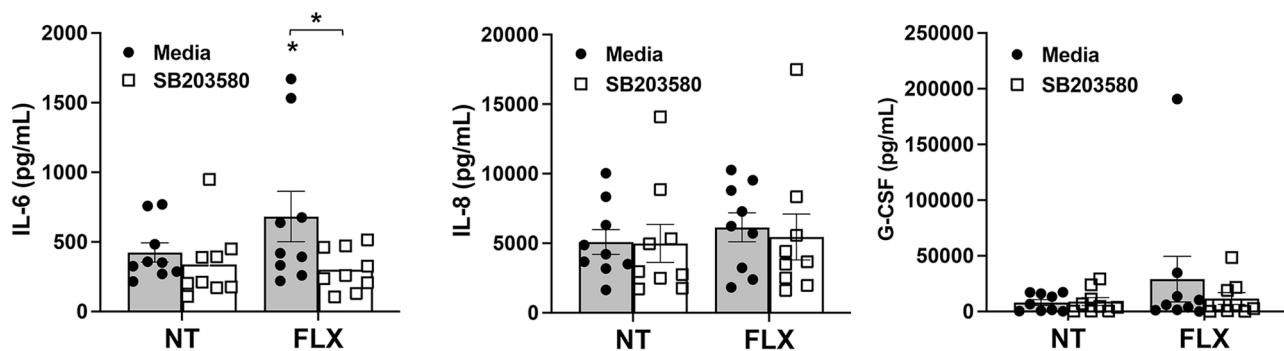 IL-6 (pg/mL)
2000
1500
1000
500
0
* 
*
Media
SB203580
NT FLX
IL-8 (pg/mL)
20000
15000
10000
5000
0
Media
SB203580
NT FLX
G-CSF (pg/mL)
250000
200000
150000
100000
50000
0
Media
SB203580
NT FLX